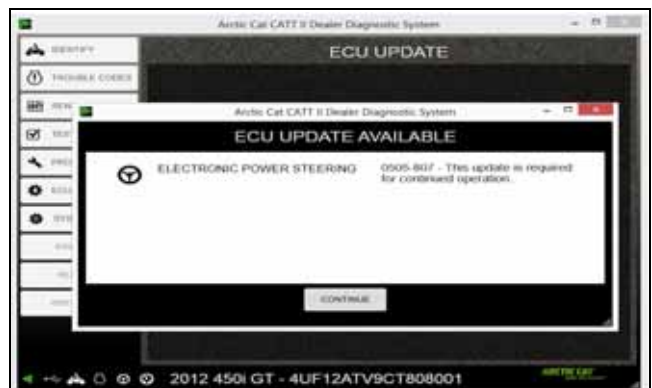 Arctic Cat CATT II Dealer Diagnostic System
ECU UPDATE
IDENTIFY
TROUBLE CODES
Arctic Cat CATT II Dealer Diagnostic System
ECU UPDATE AVAILABLE
ELECTRONIC POWER STEERING
0505-807 - This update is required
for continued operation.
CONTINUE
2012 450i GT - 4UF12ATV9CT808001
ARCTIC CAT